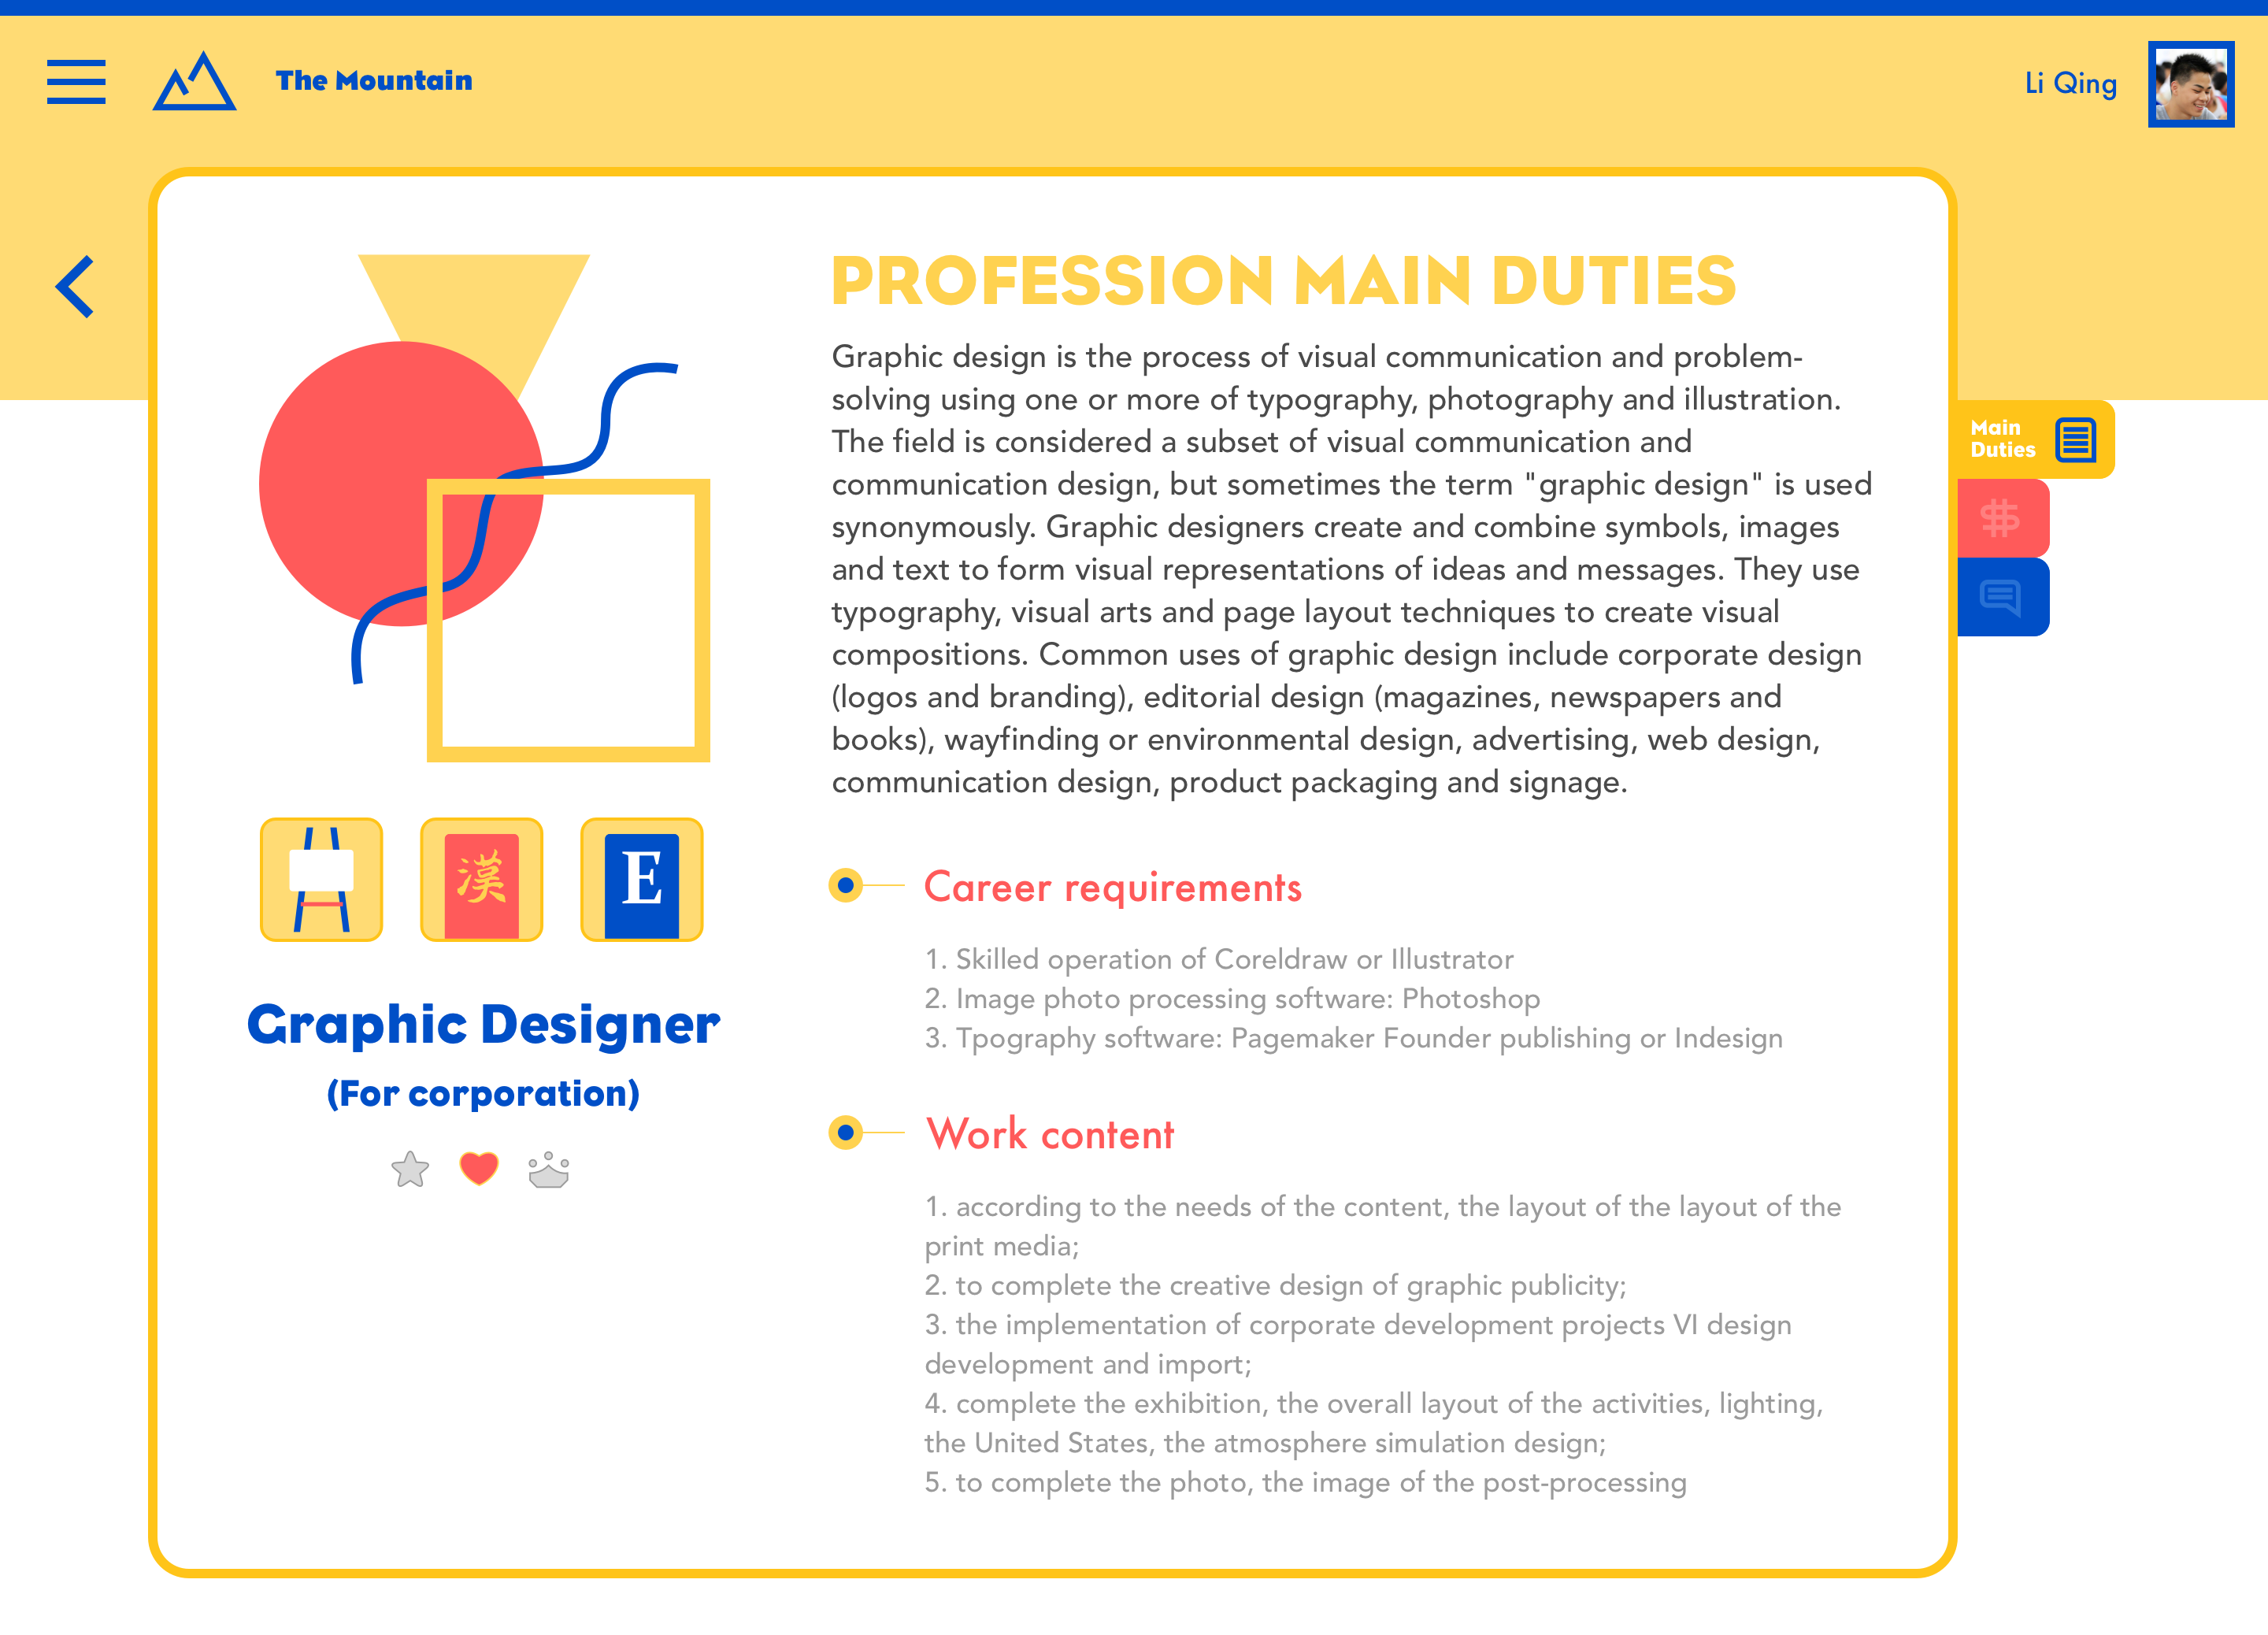 The Mountain
Li Qing
PROFESSION MAIN DUTIES
Graphic design is the process of visual communication and problem-
solving using one or more of typography, photography and illustration.
The field is considered a subset of visual communication and
communication design, but sometimes the term "graphic design" is used
synonymously. Graphic designers create and combine symbols, images
and text to form visual representations of ideas and messages. They use
typography, visual arts and page layout techniques to create visual
compositions. Common uses of graphic design include corporate design
(logos and branding), editorial design (magazines, newspapers and
books), wayfinding or environmental design, advertising, web design,
communication design, product packaging and signage.
Main
Duties
漢
E
Graphic Designer
(For corporation)
Career requirements
1. Skilled operation of Coreldraw or Illustrator
2. Image photo processing software: Photoshop
3. Tpography software: Pagemaker Founder publishing or Indesign
Work content
1. according to the needs of the content, the layout of the layout of the
print media;
2. to complete the creative design of graphic publicity;
3. the implementation of corporate development projects VI design
development and import;
4. complete the exhibition, the overall layout of the activities, lighting,
the United States, the atmosphere simulation design;
5. to complete the photo, the image of the post-processing